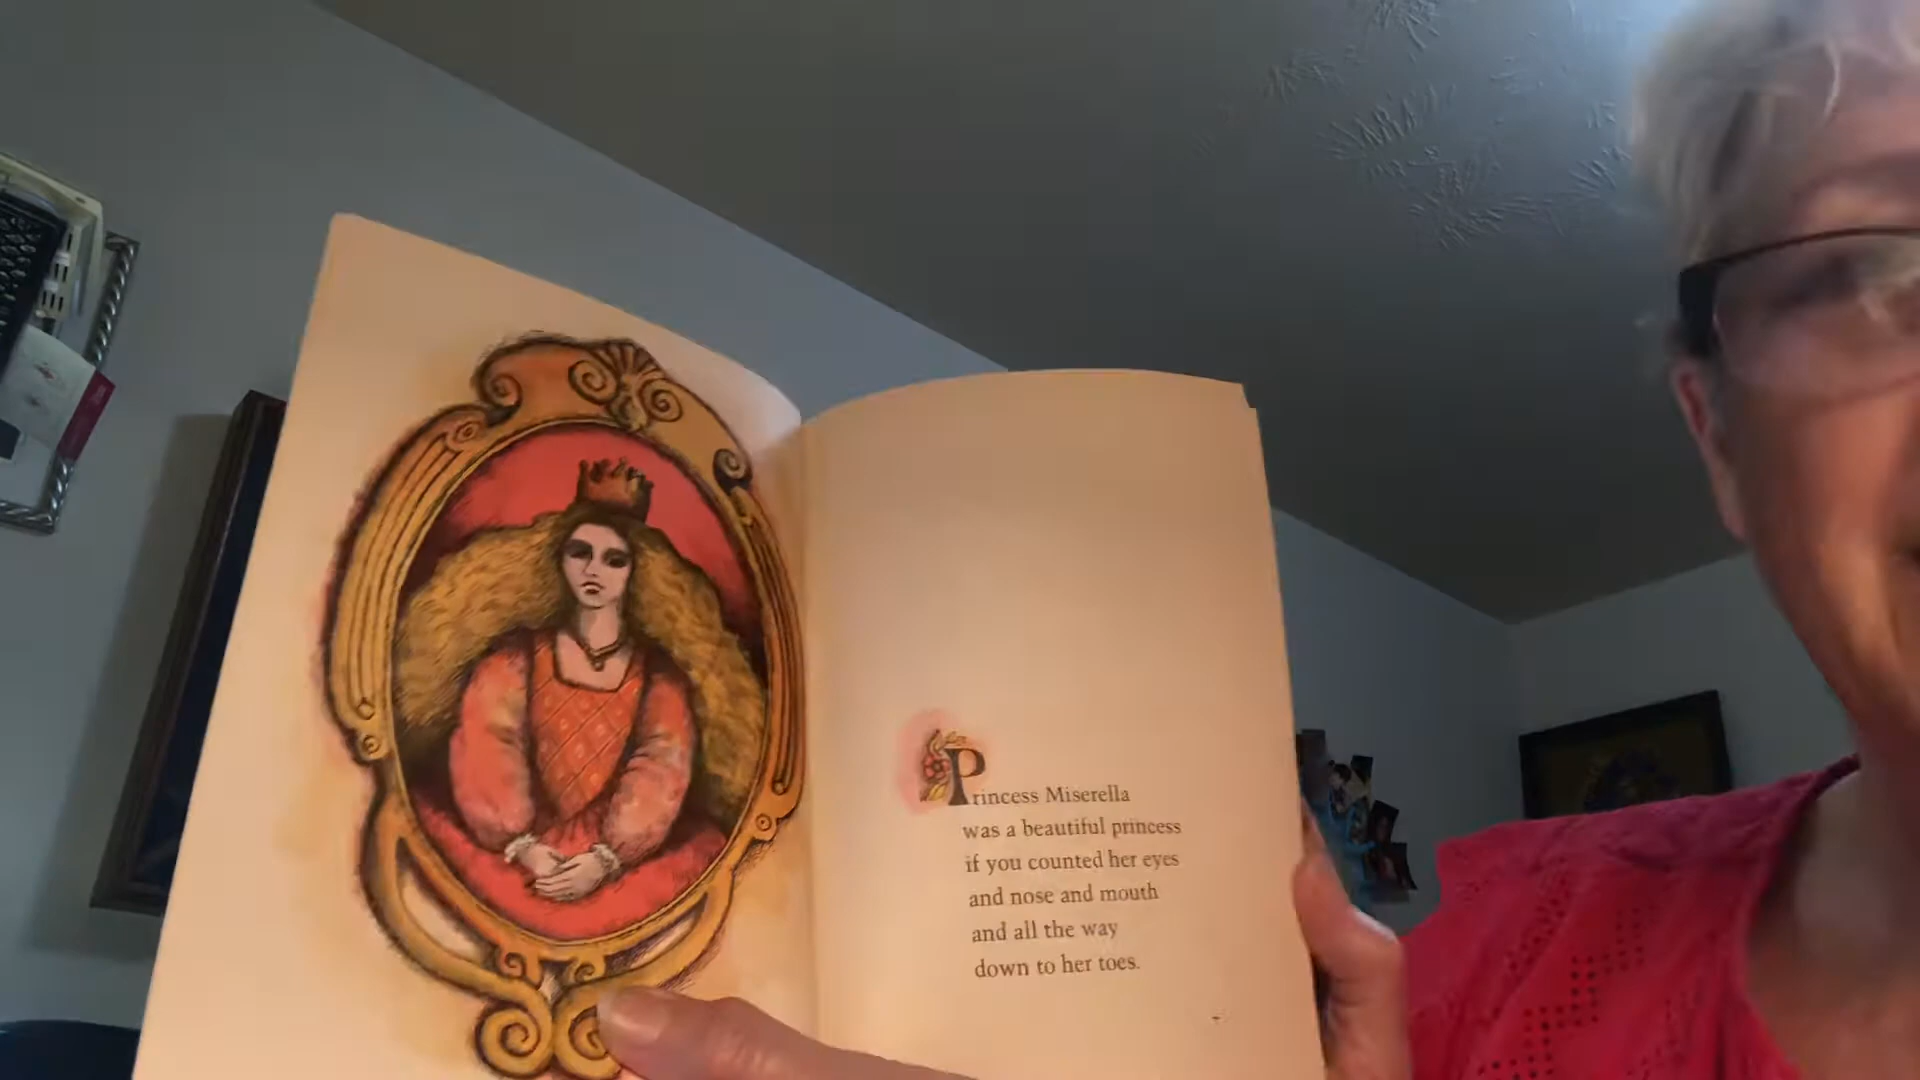 Princess Miserella
was a beautiful princess
if you counted her eyes
and nose and mouth
and all the way
down to her toes.